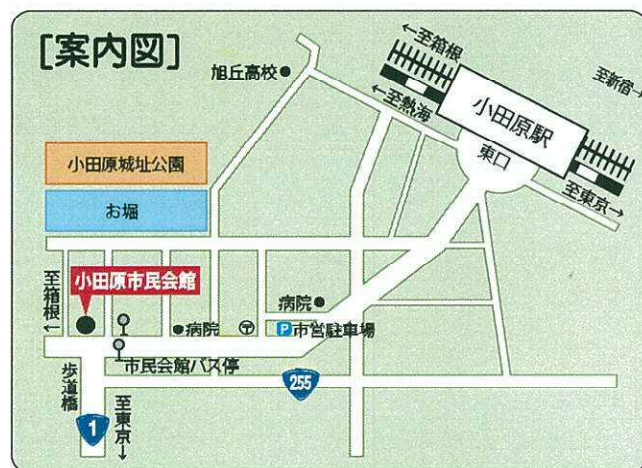 [案内図]
←至箱根
旭丘高校
至新宿→
←至熱海
小田原駅
東口
至東京→
小田原城址公園
お堀
小田原市民会館
至箱根←
病院
病院
〒
P市営駐車場
市民会館バス停
歩道橋
255
1
至東京→